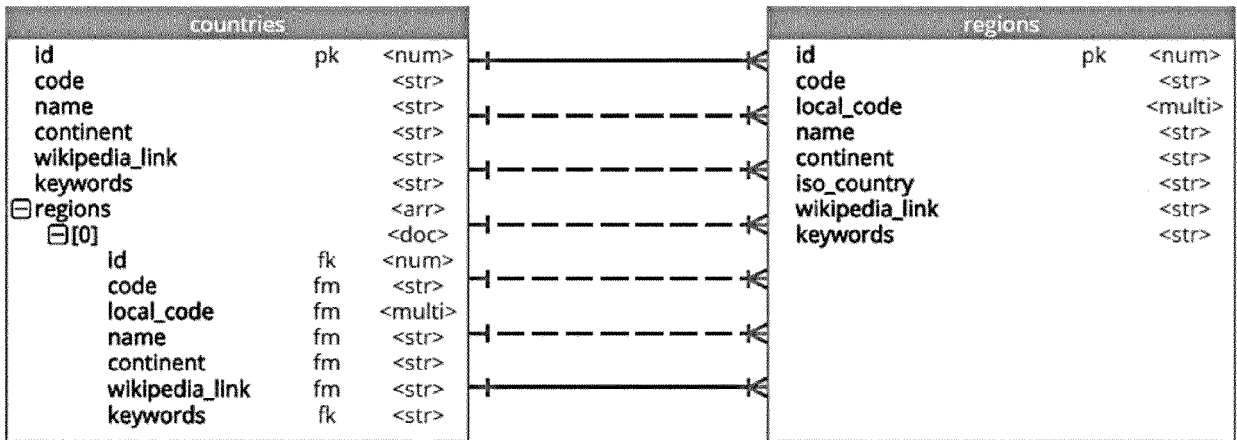 countries
id pk <num>
code <str>
name <str>
continent <str>
wikipedia_link <str>
keywords <str>
regions <arr>
[0] <doc>
id fk <num>
code fm <str>
local_code fm <multi>
name fm <str>
continent fm <str>
wikipedia_link fm <str>
keywords fk <str>
regions
id pk <num>
code <str>
local_code <multi>
name <str>
continent <str>
iso_country <str>
wikipedia_link <str>
keywords <str>